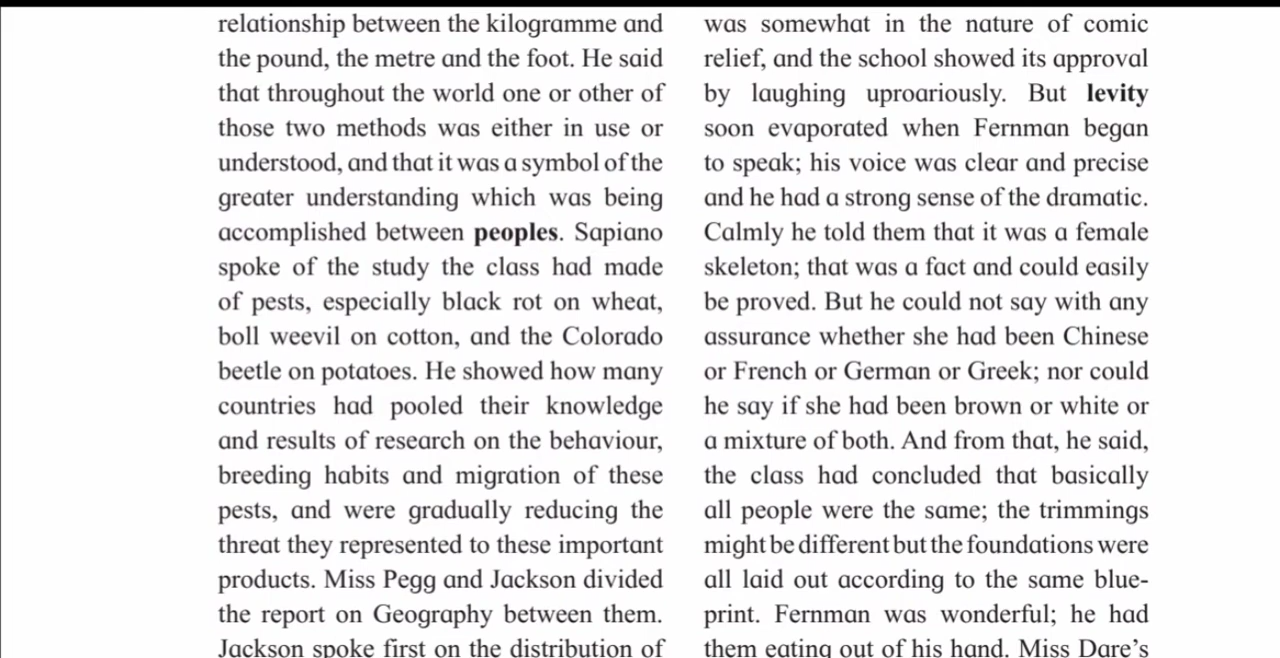 relationship between the kilogramme and
the pound, the metre and the foot. He said
that throughout the world one or other of
those two methods was either in use or
understood, and that it was a symbol of the
greater understanding which was being
accomplished between peoples. Sapiano
spoke of the study the class had made
of pests, especially black rot on wheat,
boll weevil on cotton, and the Colorado
beetle on potatoes. He showed how many
countries had pooled their knowledge
and results of research on the behaviour,
breeding habits and migration of these
pests, and were gradually reducing the
threat they represented to these important
products. Miss Pegg and Jackson divided
the report on Geography between them.
Jackson spoke first on the distribution of
was somewhat in the nature of comic
relief, and the school showed its approval
by laughing uproariously. But levity
soon evaporated when Fernman began
to speak; his voice was clear and precise
and he had a strong sense of the dramatic.
Calmly he told them that it was a female
skeleton; that was a fact and could easily
be proved. But he could not say with any
assurance whether she had been Chinese
or French or German or Greek; nor could
he say if she had been brown or white or
a mixture of both. And from that, he said,
the class had concluded that basically
all people were the same; the trimmings
might be different but the foundations were
all laid out according to the same blue-
print. Fernman was wonderful; he had
them eating out of his hand. Miss Dare’s